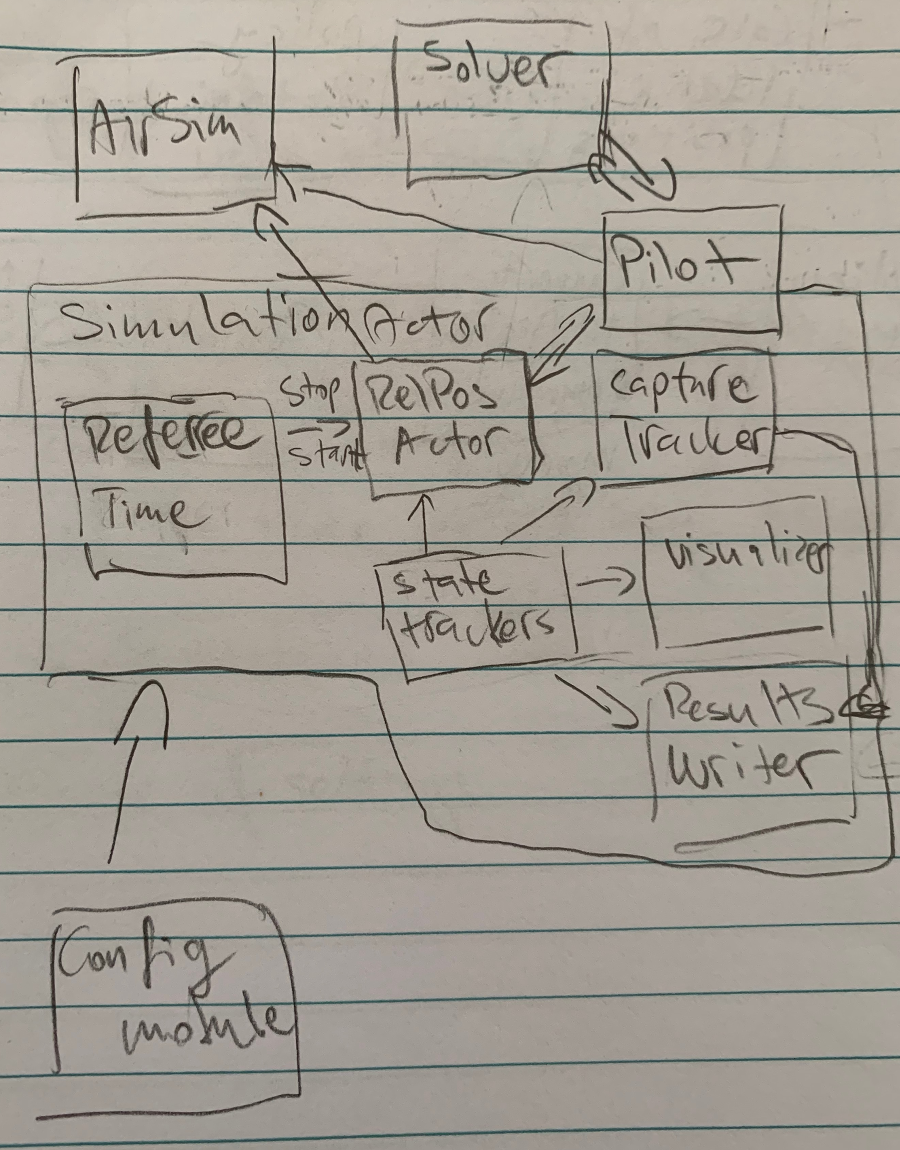 Solver
AirSim
Pilot
Simulation Actor
Stop
Start
RelPos
Actor
Capture
Tracker
Referee
Time
State
trackers
Visualizer
Results
Writer
Config
module